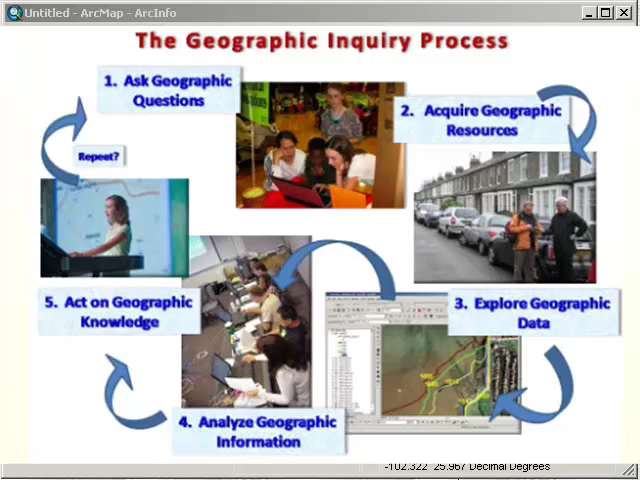 Untitled - ArcMap - ArcInfo
The Geographic Inquiry Process
1. Ask Geographic
Questions
2. Acquire Geographic
Resources
Repeat?
3. Explore Geographic
Data
4. Analyze Geographic
Information
5. Act on Geographic
Knowledge
-102.322 25.967 Decimal Degrees